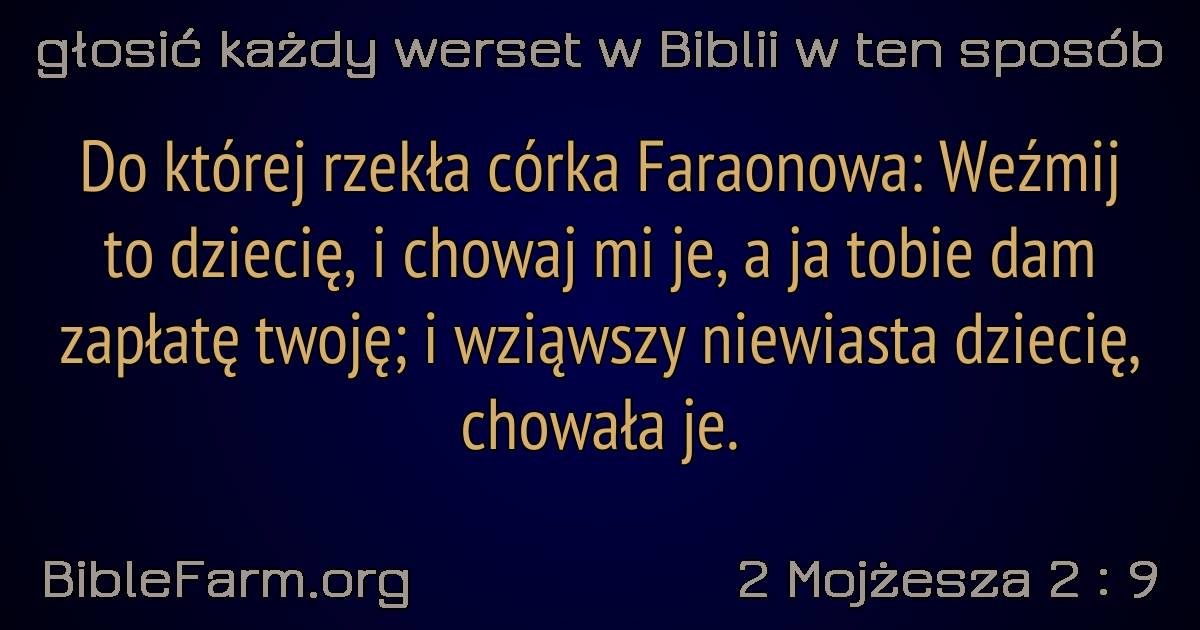 głosić każdy werset w Biblii w ten sposób
Do której rzekła córka Faraonowa: Weźmij
to dziecię, i chowaj mi je, a ja tobie dam
zapłatę twoję; i wziąwszy niewiasta dziecię,
chowała je.
BibleFarm.org
2 Mojżesza 2 : 9